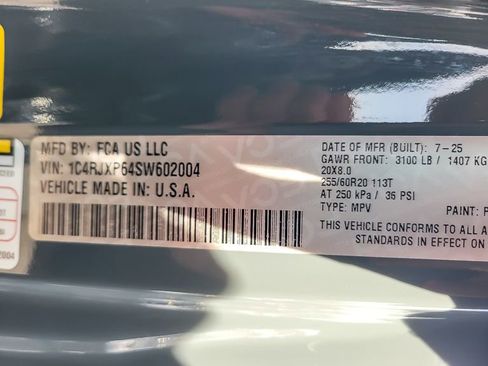 MFD BY: FCA US LLC
VIN: 1C4RJXP64SW602004
VEHICLE MADE IN: U.S.A.
DATE OF MFR (BUILT): 7-25
GAWR FRONT: 3100 LB / 1407 KG
20X8.0
255/60R20 113T
AT 250 kPa / 36 PSI
TYPE: MPV PAINT: P
THIS VEHICLE CONFORMS TO ALL A
STANDARDS IN EFFECT ON
2004